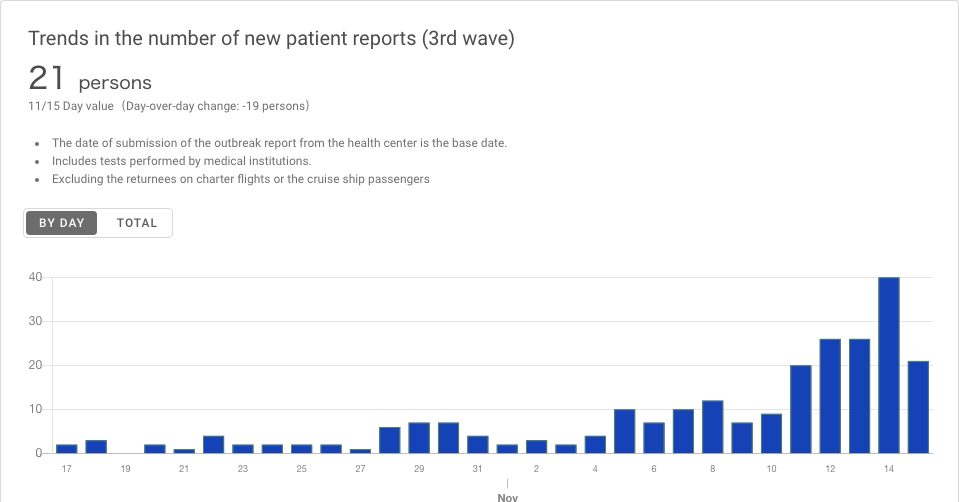 Trends in the number of new patient reports (3rd wave)
21 persons
11/15 Day value（Day-over-day change: -19 persons）
• The date of submission of the outbreak report from the health center is the base date.
• Includes tests performed by medical institutions.
• Excluding the returnees on charter flights or the cruise ship passengers
BY DAY TOTAL
40
30
20
10
0
17 19 21 23 25 27 29 31 2 4 6 8 10 12 14
Nov